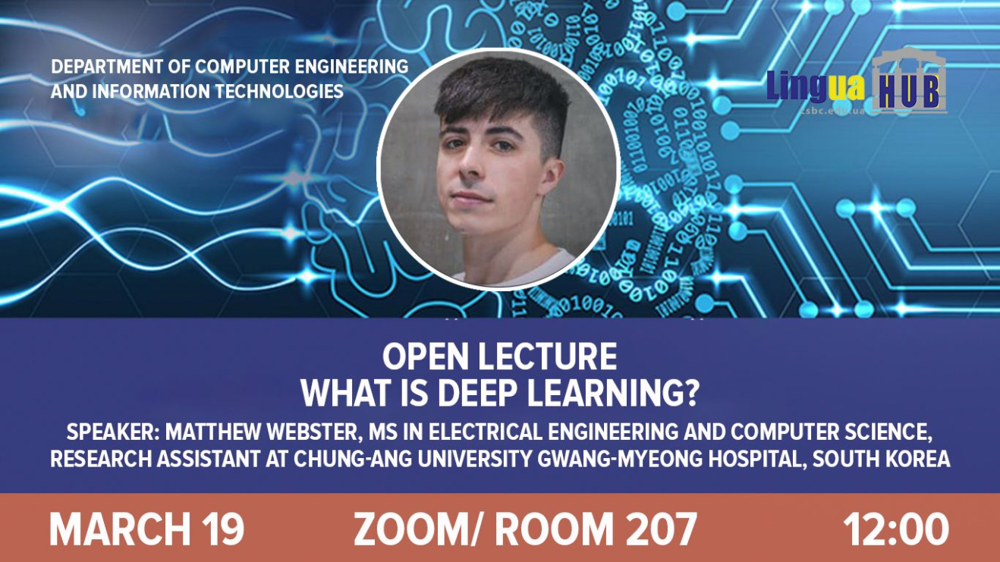 DEPARTMENT OF COMPUTER ENGINEERING
AND INFORMATION TECHNOLOGIES
Lingua HUB
csbc.edu.ua
OPEN LECTURE
WHAT IS DEEP LEARNING?
SPEAKER: MATTHEW WEBSTER, MS IN ELECTRICAL ENGINEERING AND COMPUTER SCIENCE,
RESEARCH ASSISTANT AT CHUNG-ANG UNIVERSITY GWANG-MYEONG HOSPITAL, SOUTH KOREA
MARCH 19 ZOOM/ ROOM 207 12:00